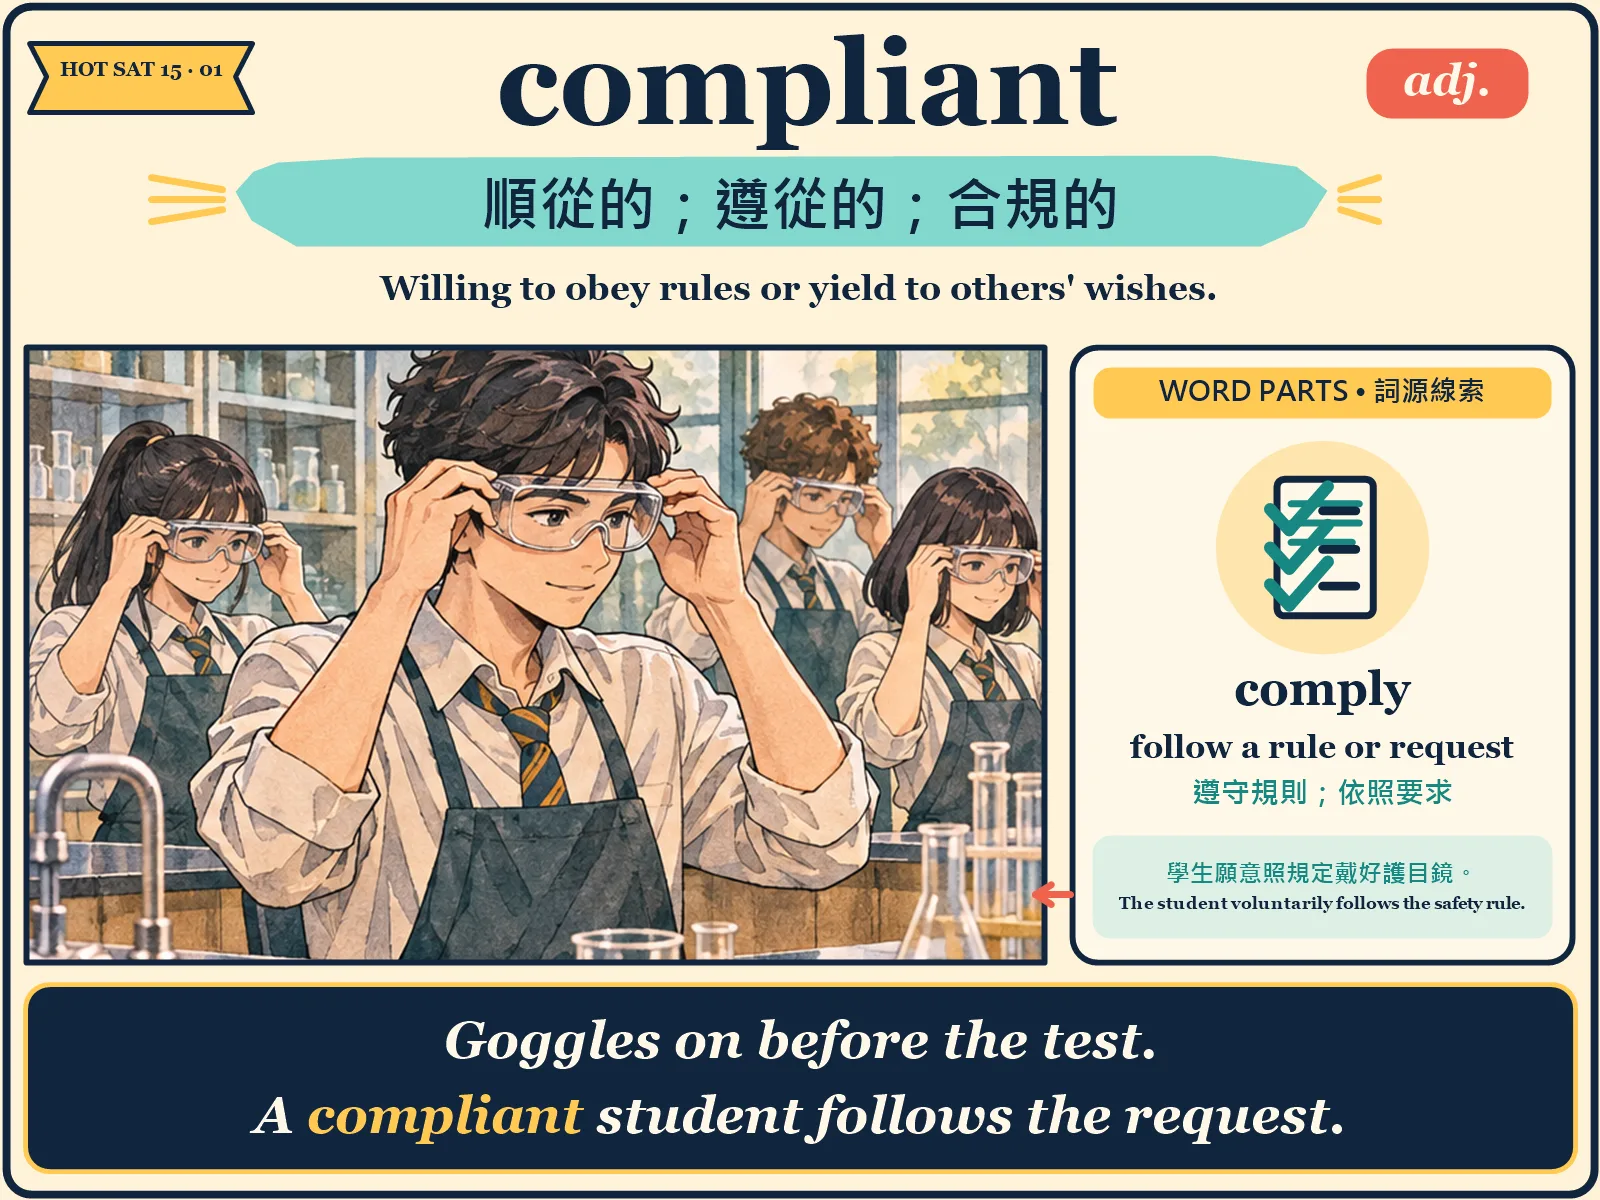 HOT SAT 15 · 01
compliant
adj.
順從的；遵從的；合規的
Willing to obey rules or yield to others' wishes.
WORD PARTS • 詞源線索
comply
follow a rule or request
遵守規則；依照要求
學生願意照規定戴好護目鏡。
The student voluntarily follows the safety rule.
Goggles on before the test.
A compliant student follows the request.